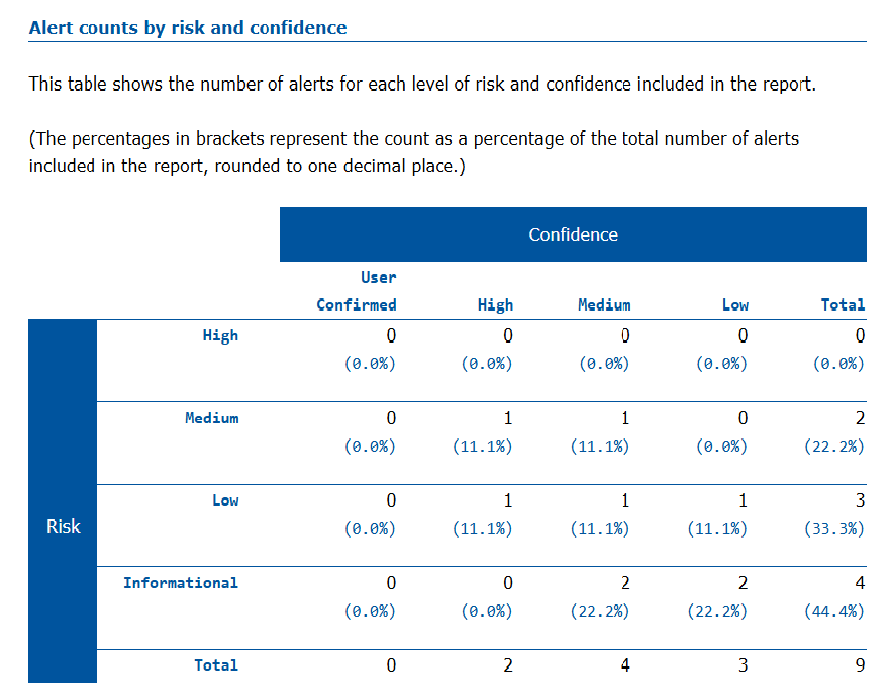 Alert counts by risk and confidence
This table shows the number of alerts for each level of risk and confidence included in the report.
(The percentages in brackets represent the count as a percentage of the total number of alerts
included in the report, rounded to one decimal place.)
Confidence
User
Confirmed High Medium Low Total
High 0 0 0 0 0
(0.0%) (0.0%) (0.0%) (0.0%) (0.0%)
Medium 0 1 1 0 2
(0.0%) (11.1%) (11.1%) (0.0%) (22.2%)
Low 0 1 1 1 3
Risk (0.0%) (11.1%) (11.1%) (11.1%) (33.3%)
Informational 0 0 2 2 4
(0.0%) (0.0%) (22.2%) (22.2%) (44.4%)
Total 0 2 4 3 9